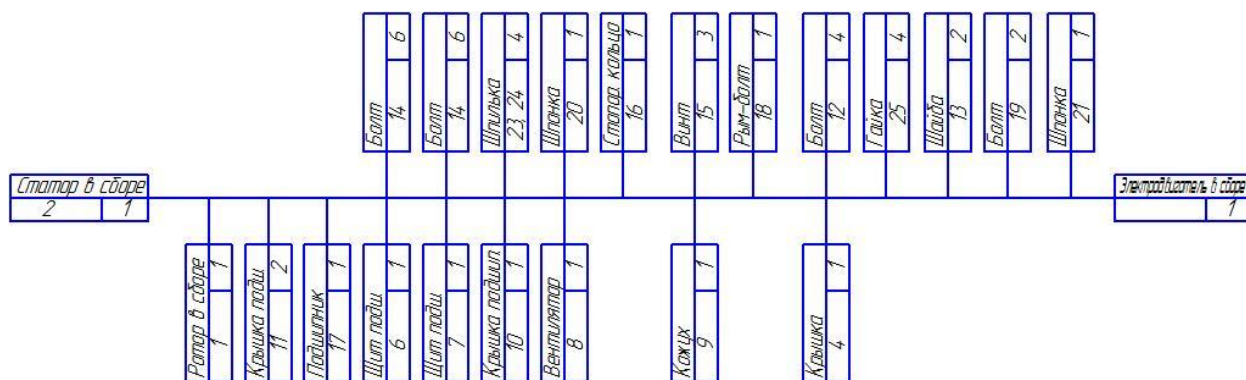 Болт
14
6
Болт
14
6
Шпилька
23, 24
4
Шпонка
20
1
Стопор. кольцо
16
1
Винт
15
3
Рым-болт
18
1
Болт
12
4
Гайка
25
4
Шайба
13
2
Болт
19
2
Шпонка
21
1
Статор в сборе
2
1
Электродвигатель в сборе
1
Ротор в сборе
1
1
Крышка подш.
11
2
Подшипник
17
1
Щит подш.
6
1
Щит подш.
7
1
Крышка подшип.
10
1
Вентилятор
8
1
Кожух
9
1
Крышка
4
1